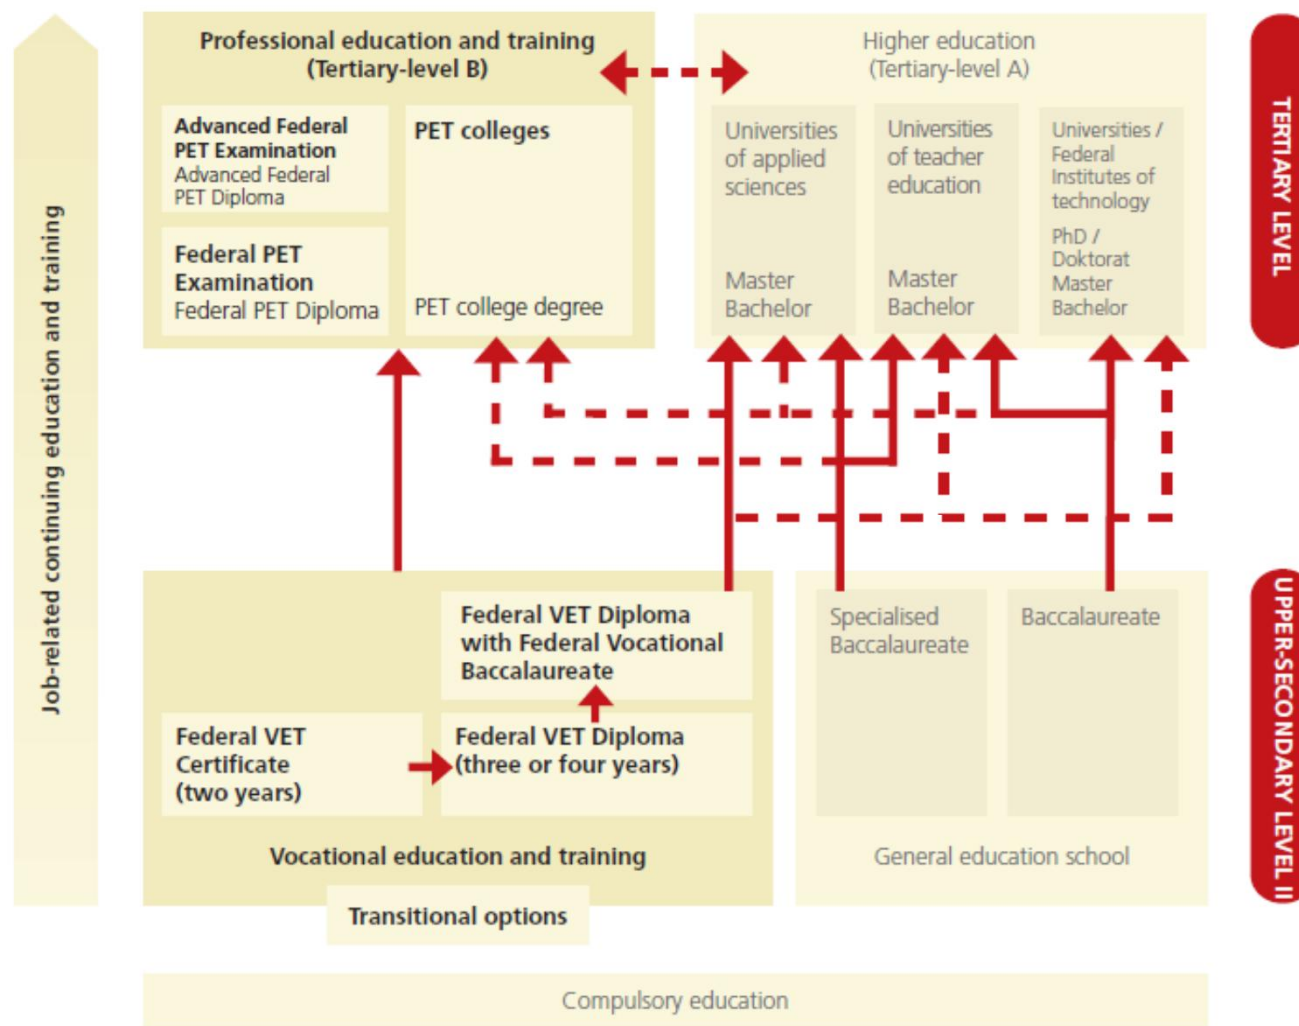 Job-related continuing education and training
Professional education and training
(Tertiary-level B)
Advanced Federal
PET Examination
Advanced Federal
PET Diploma
Federal PET
Examination
Federal PET Diploma
PET colleges
PET college degree
Higher education
(Tertiary-level A)
Universities
of applied
sciences
Master
Bachelor
Universities
of teacher
education
Master
Bachelor
Universities /
Federal
Institutes of
technology
PhD /
Doktorat
Master
Bachelor
TERTIARY LEVEL
Federal VET Diploma
with Federal Vocational
Baccalaureate
Federal VET
Certificate
(two years)
Federal VET Diploma
(three or four years)
Vocational education and training
Transitional options
Specialised
Baccalaureate
Baccalaureate
General education school
UPPER-SECONDARY LEVEL II
Compulsory education